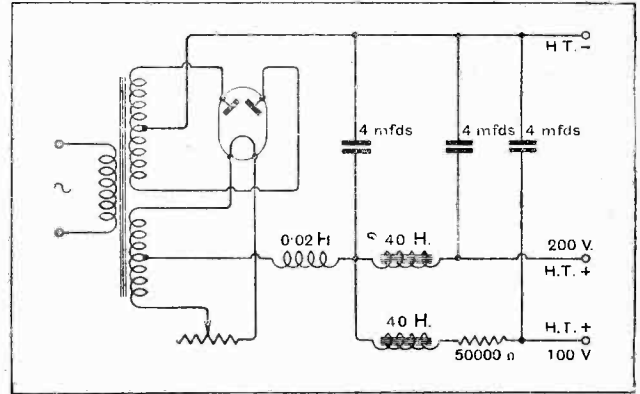 H.T.-
4 mfds
4 mfds
4 mfds
0.02 H
40 H.
200 V.
H.T.+
40 H.
50000 Ω
H.T.+
100 V